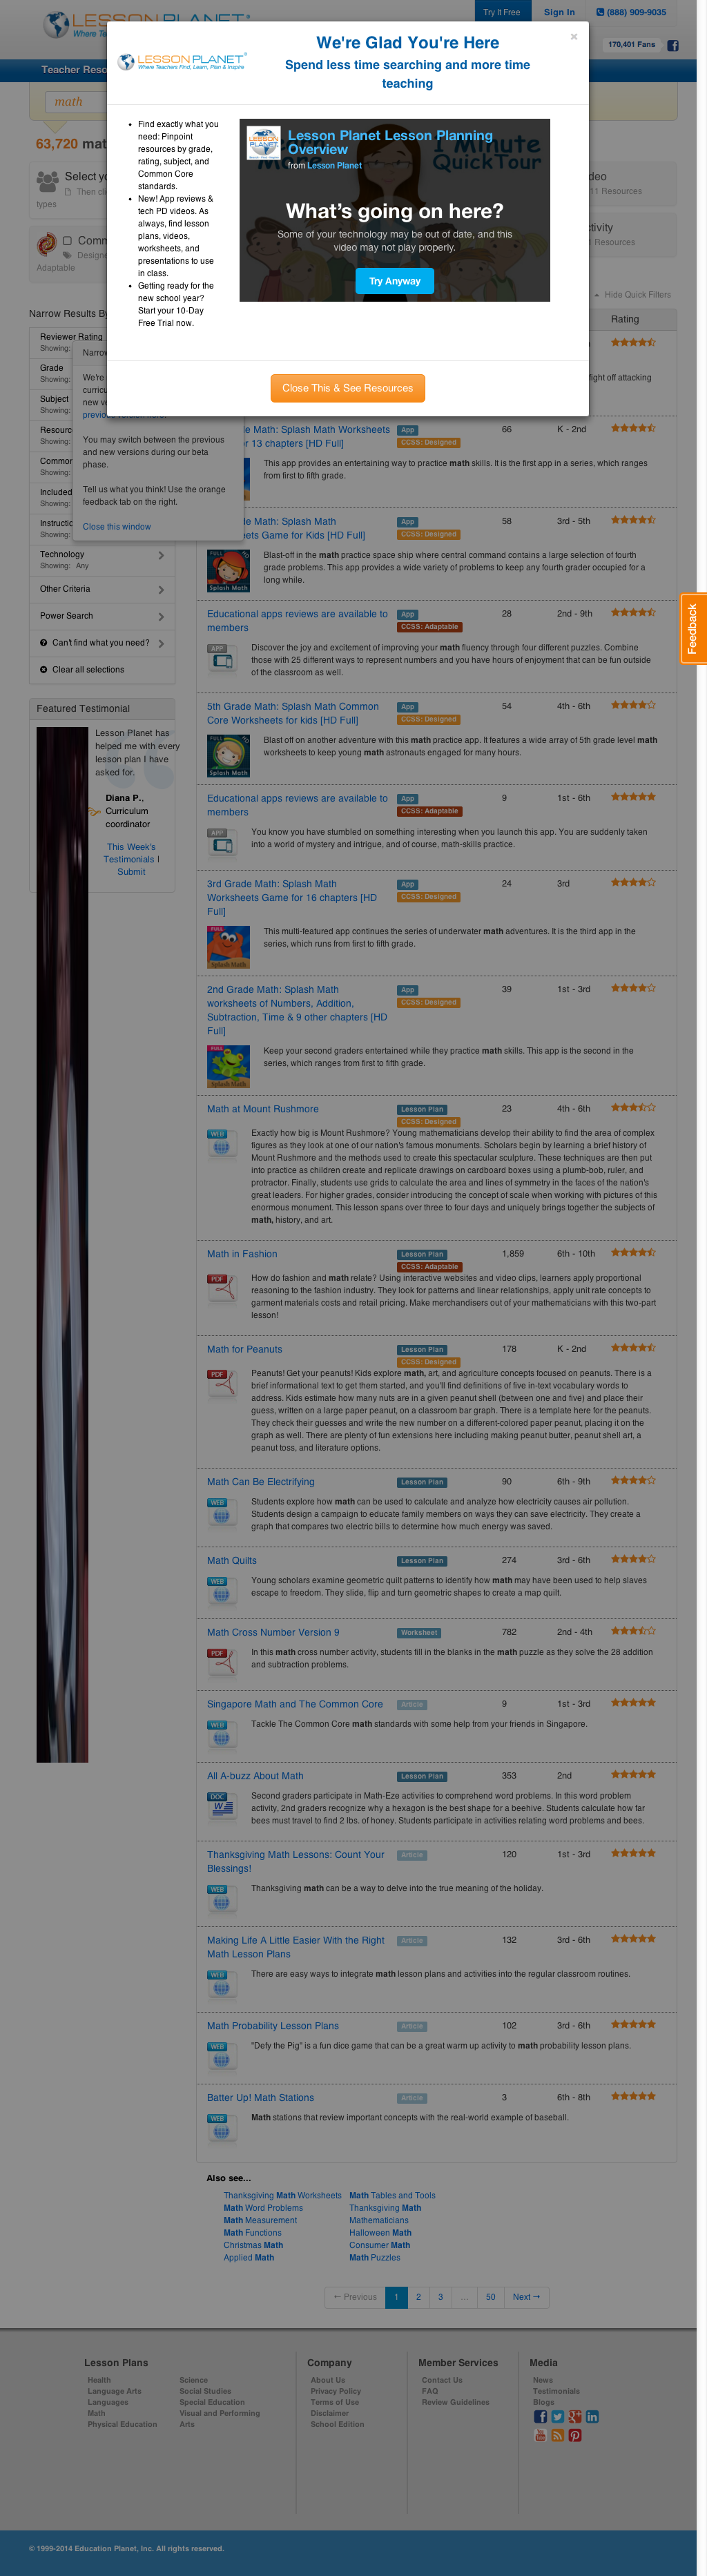 LESSON PLANET
Try It Free
Sign In
(888) 909-9035
170,401 Fans
Teacher Reso
math
63,720 mat
Select yo
Then cli
types
Comm
Designe
Adaptable
deo
11 Resources
tivity
Resources
Hide Quick Filters
We're Glad You're Here
Spend less time searching and more time
teaching
×
LESSON PLANET
Where Teachers Find, Learn, Plan & Inspire
Find exactly what you
need: Pinpoint
resources by grade,
rating, subject, and
Common Core
standards.
New! App reviews &
tech PD videos. As
always, find lesson
plans, videos,
worksheets, and
presentations to use
in class.
Getting ready for the
new school year?
Start your 10-Day
Free Trial now.
Lesson Planet Lesson Planning
Overview
from Lesson Planet
What's going on here?
Some of your technology may be out of date, and this
video may not play properly.
Try Anyway
Close This & See Resources
Narrow Results By
Reviewer Rating
Showing:
Grade
Showing:
Subject
Showing:
Resourc
Showing:
Common
Showing:
Included
Showing:
Instructio
Showing:
Technology
Showing: Any
Other Criteria
Power Search
Can't find what you need?
Clear all selections
Narrow
We're
curricu
new ve
You may switch between the previous
and new versions during our beta
phase.
Tell us what you think! Use the orange
feedback tab on the right.
Close this window
Featured Testimonial
Lesson Planet has
helped me with every
lesson plan I have
asked for.
Diana P.,
Curriculum
coordinator
This Week's
Testimonials |
Submit
Feedback
Rating
fight off attacking
de Math: Splash Math Worksheets
or 13 chapters [HD Full]
App
CCSS: Designed
66
K - 2nd
This app provides an entertaining way to practice math skills. It is the first app in a series, which ranges
from first to fifth grade.
de Math: Splash Math
eets Game for Kids [HD Full]
App
CCSS: Designed
58
3rd - 5th
Blast-off in the math practice space ship where central command contains a large selection of fourth
grade problems. This app provides a wide variety of problems to keep any fourth grader occupied for a
long while.
Educational apps reviews are available to
members
App
CCSS: Adaptable
28
2nd - 9th
Discover the joy and excitement of improving your math fluency through four different puzzles. Combine
those with 25 different ways to represent numbers and you have hours of enjoyment that can be fun outside
of the classroom as well.
5th Grade Math: Splash Math Common
Core Worksheets for kids [HD Full]
App
CCSS: Designed
54
4th - 6th
Blast off on another adventure with this math practice app. It features a wide array of 5th grade level math
worksheets to keep young math astronauts engaged for many hours.
Educational apps reviews are available to
members
App
CCSS: Adaptable
9
1st - 6th
You know you have stumbled on something interesting when you launch this app. You are suddenly taken
into a world of mystery and intrigue, and of course, math-skills practice.
3rd Grade Math: Splash Math
Worksheets Game for 16 chapters [HD
Full]
App
CCSS: Designed
24
3rd
This multi-featured app continues the series of underwater math adventures. It is the third app in the
series, which runs from first to fifth grade.
2nd Grade Math: Splash Math
worksheets of Numbers, Addition,
Subtraction, Time & 9 other chapters [HD
Full]
App
CCSS: Designed
39
1st - 3rd
Keep your second graders entertained while they practice math skills. This app is the second in the
series, which ranges from first to fifth grade.
Math at Mount Rushmore
Lesson Plan
CCSS: Designed
23
4th - 6th
WEB
Exactly how big is Mount Rushmore? Young mathematicians develop their ability to find the area of complex
figures as they look at one of our nation's famous monuments. Scholars begin by learning a brief history of
Mount Rushmore and the methods used to create this spectacular sculpture. These techniques are then put
into practice as children create and replicate drawings on cardboard boxes using a plumb-bob, ruler, and
protractor. Finally, students use grids to calculate the area and lines of symmetry in the faces of the nation's
great leaders. For higher grades, consider introducing the concept of scale when working with pictures of this
enormous monument. This lesson spans over three to four days and uniquely brings together the subjects of
math, history, and art.
Math in Fashion
Lesson Plan
CCSS: Adaptable
1,859
6th - 10th
PDF
How do fashion and math relate? Using interactive websites and video clips, learners apply proportional
reasoning to the fashion industry. They look for patterns and linear relationships, apply unit rate concepts to
garment materials costs and retail pricing. Make merchandisers out of your mathematicians with this two-part
lesson!
Math for Peanuts
Lesson Plan
CCSS: Designed
178
K - 2nd
PDF
Peanuts! Get your peanuts! Kids explore math, art, and agriculture concepts focused on peanuts. There is a
brief informational text to get them started, and you'll find definitions of five in-text vocabulary words to
address. Kids estimate how many nuts are in a given peanut shell (between one and five) and place their
guess, written on a large paper peanut, on a classroom bar graph. There is a template here for the peanuts.
They check their guesses and write the new number on a different-colored paper peanut, placing it on the
graph as well. There are plenty of fun extensions here including making peanut butter, peanut shell art, a
peanut toss, and literature options.
Math Can Be Electrifying
Lesson Plan
90
6th - 9th
WEB
Students explore how math can be used to calculate and analyze how electricity causes air pollution.
Students design a campaign to educate family members on ways they can save electricity. They create a
graph that compares two electric bills to determine how much energy was saved.
Math Quilts
Lesson Plan
274
3rd - 6th
WEB
Young scholars examine geometric quilt patterns to identify how math may have been used to help slaves
escape to freedom. They slide, flip and turn geometric shapes to create a map quilt.
Math Cross Number Version 9
Worksheet
782
2nd - 4th
PDF
In this math cross number activity, students fill in the blanks in the math puzzle as they solve the 28 addition
and subtraction problems.
Singapore Math and The Common Core
Article
9
1st - 3rd
WEB
Tackle The Common Core math standards with some help from your friends in Singapore.
All A-buzz About Math
Lesson Plan
353
2nd
DOC
Second graders participate in Math-Eze activities to comprehend word problems. In this word problem
activity, 2nd graders recognize why a hexagon is the best shape for a beehive. Students calculate how far
bees must travel to find 2 lbs. of honey. Students participate in activities relating word problems and bees.
Thanksgiving Math Lessons: Count Your
Blessings!
Article
120
1st - 3rd
WEB
Thanksgiving math can be a way to delve into the true meaning of the holiday.
Making Life A Little Easier With the Right
Math Lesson Plans
Article
132
3rd - 6th
WEB
There are easy ways to integrate math lesson plans and activities into the regular classroom routines.
Math Probability Lesson Plans
Article
102
3rd - 6th
WEB
"Defy the Pig" is a fun dice game that can be a great warm up activity to math probability lesson plans.
Batter Up! Math Stations
Article
3
6th - 8th
WEB
Math stations that review important concepts with the real-world example of baseball.
Also see...
Thanksgiving Math Worksheets
Math Word Problems
Math Measurement
Math Functions
Christmas Math
Applied Math
Math Tables and Tools
Thanksgiving Math
Mathematicians
Halloween Math
Consumer Math
Math Puzzles
← Previous 1 2 3 ... 50 Next →
Lesson Plans
Health
Language Arts
Languages
Math
Physical Education
Science
Social Studies
Special Education
Visual and Performing
Arts
Company
About Us
Privacy Policy
Terms of Use
Disclaimer
School Edition
Member Services
Contact Us
FAQ
Review Guidelines
Media
News
Testimonials
Blogs
© 1999-2014 Education Planet, Inc. All rights reserved.